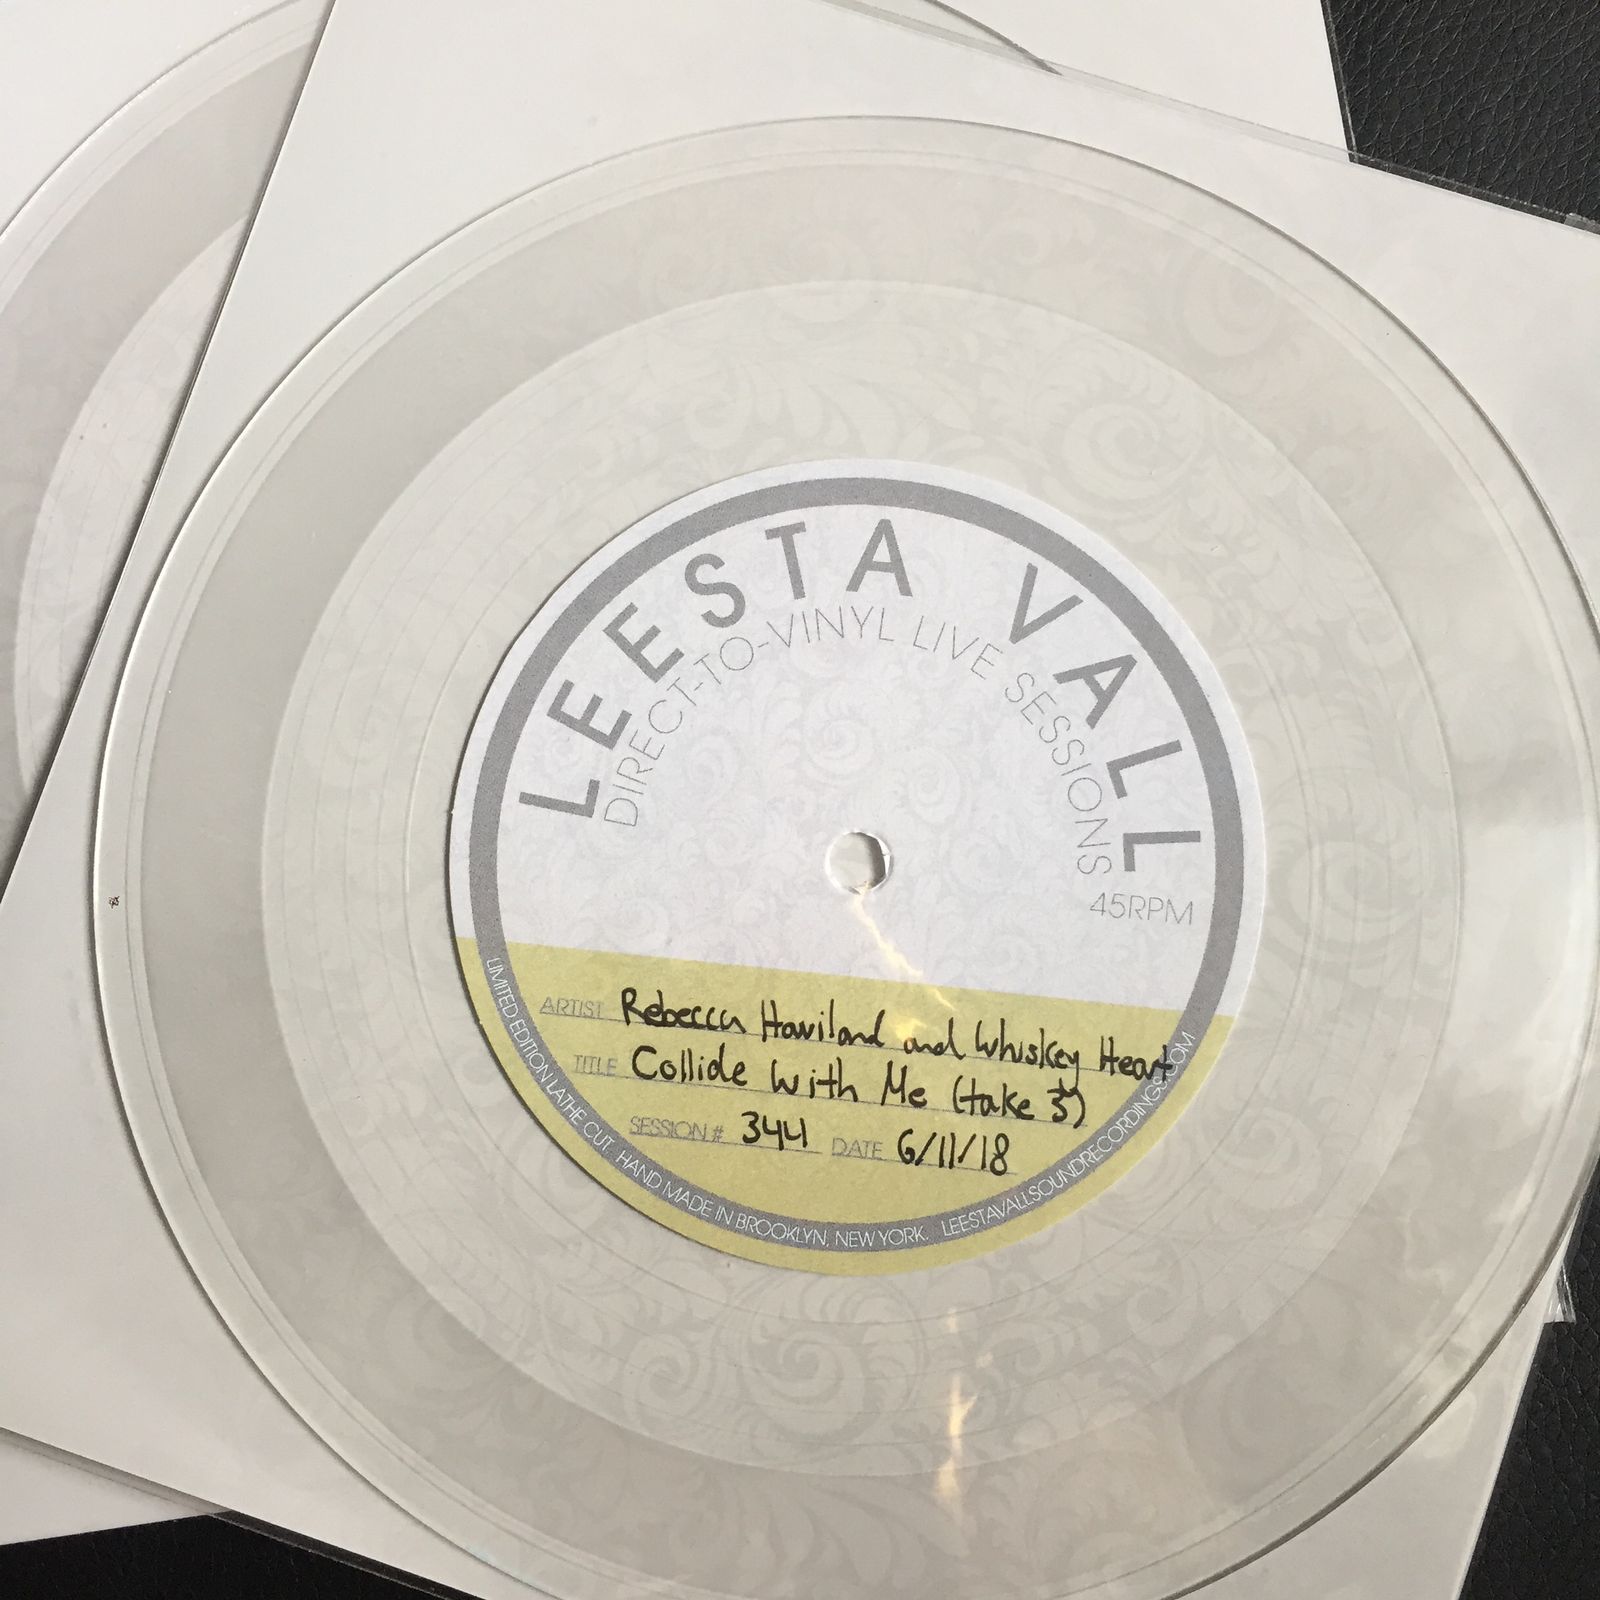 LEESTA VALL
DIRECT-TO-VINYL LIVE SESSIONS
45RPM
ARTIST Rebecca Haviland and Whiskey Heart
TITLE Collide With Me (take 3)
SESSION # 344 DATE 6/11/18
LIMITED EDITION LATHE CUT. HAND MADE IN BROOKLYN, NEW YORK. LEESTAVALLSOUNDRECORDINGS.COM